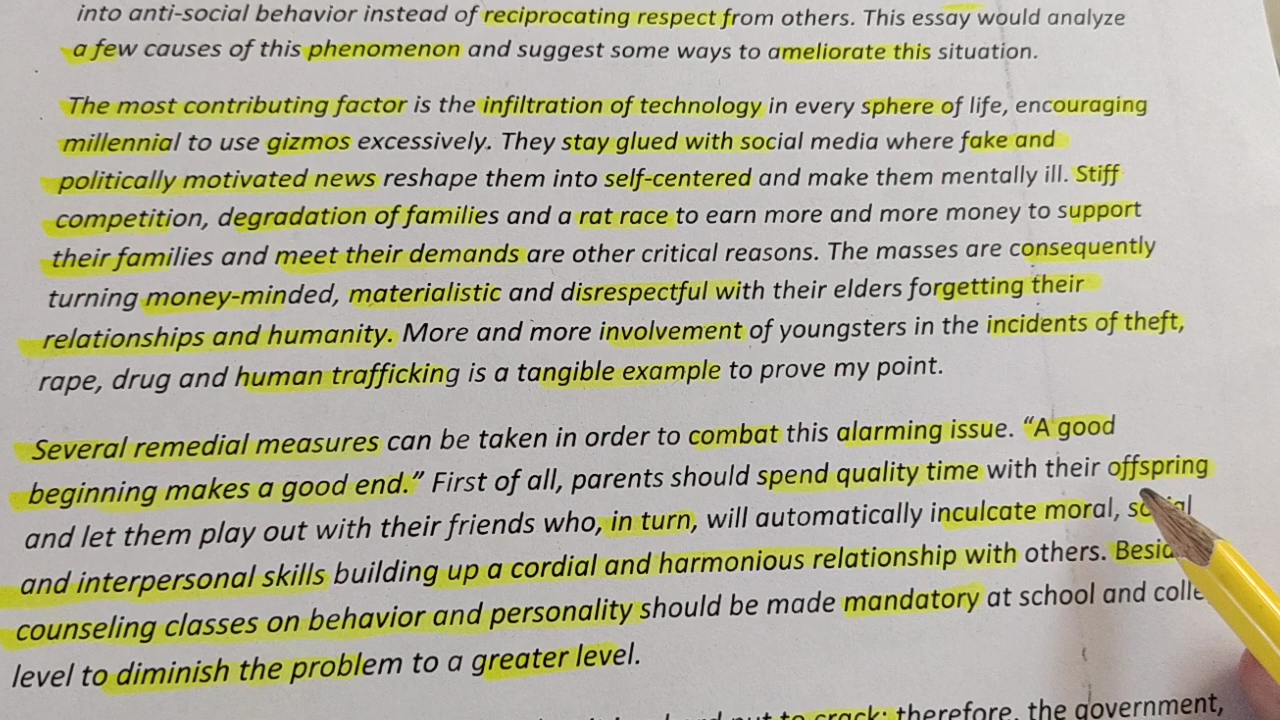 into anti-social behavior instead of reciprocating respect from others. This essay would analyze
a few causes of this phenomenon and suggest some ways to ameliorate this situation.
The most contributing factor is the infiltration of technology in every sphere of life, encouraging
millennial to use gizmos excessively. They stay glued with social media where fake and
politically motivated news reshape them into self-centered and make them mentally ill. Stiff
competition, degradation of families and a rat race to earn more and more money to support
their families and meet their demands are other critical reasons. The masses are consequently
turning money-minded, materialistic and disrespectful with their elders forgetting their
relationships and humanity. More and more involvement of youngsters in the incidents of theft,
rape, drug and human trafficking is a tangible example to prove my point.
Several remedial measures can be taken in order to combat this alarming issue. “A good
beginning makes a good end.” First of all, parents should spend quality time with their offspring
and let them play out with their friends who, in turn, will automatically inculcate moral, social
and interpersonal skills building up a cordial and harmonious relationship with others.
counseling classes on behavior and personality should be made mandatory at school and
level to diminish the problem to a greater level.
to crack; therefore, the government,